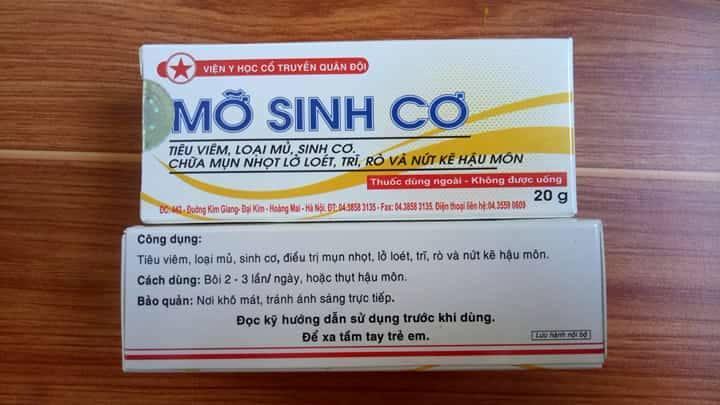 VIỆN Y HỌC CỔ TRUYỀN QUÂN ĐỘI
MỠ SINH CƠ
TIÊU VIÊM, LOẠI MỦ, SINH CƠ.
CHỮA MỤN NHỌT LỞ LOÉT, TRĨ, RÒ VÀ NỨT KẼ HẬU MÔN
Thuốc dùng ngoài - Không được uống
20 g
ĐC: 442 - Đường Kim Giang- Đại Kim - Hoàng Mai - Hà Nội. ĐT: 04.3858 3135 - Fax: 04.3858 3135. Điện thoại liên hệ:04.3559 0609
Công dụng:
Tiêu viêm, loại mủ, sinh cơ, điều trị mụn nhọt, lở loét, trĩ, rò và nứt kẽ hậu môn.
Cách dùng: Bôi 2 - 3 lần/ ngày, hoặc thụt hậu môn.
Bảo quản: Nơi khô mát, tránh ánh sáng trực tiếp.
Đọc kỹ hướng dẫn sử dụng trước khi dùng.
Để xa tầm tay trẻ em.
Lưu hành nội bộ